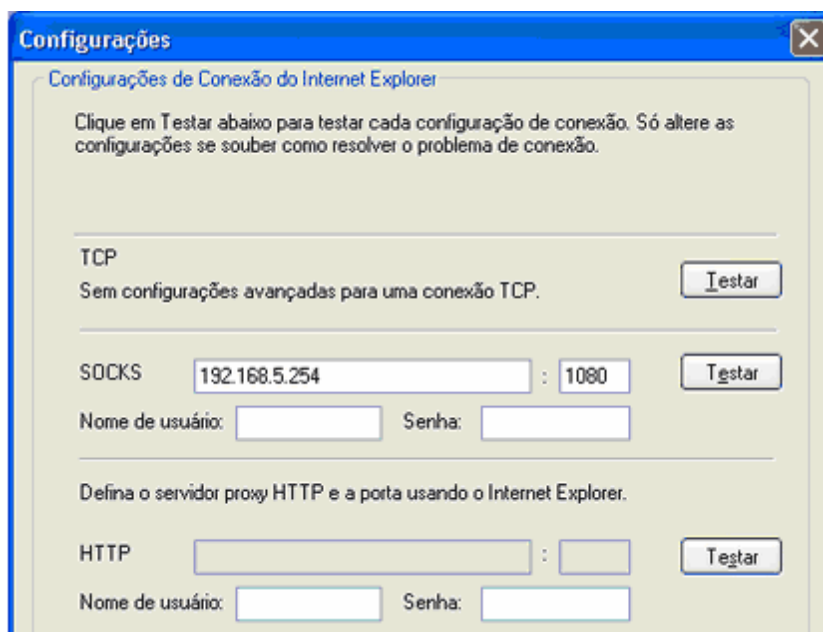 Configurações
Configurações de Conexão do Internet Explorer
Clique em Testar abaixo para testar cada configuração de conexão. Só altere as
configurações se souber como resolver o problema de conexão.
TCP
Sem configurações avançadas para uma conexão TCP.
Testar
SOCKS 192.168.5.254 : 1080 Testar
Nome de usuário: Senha:
Defina o servidor proxy HTTP e a porta usando o Internet Explorer.
HTTP : Testar
Nome de usuário: Senha: